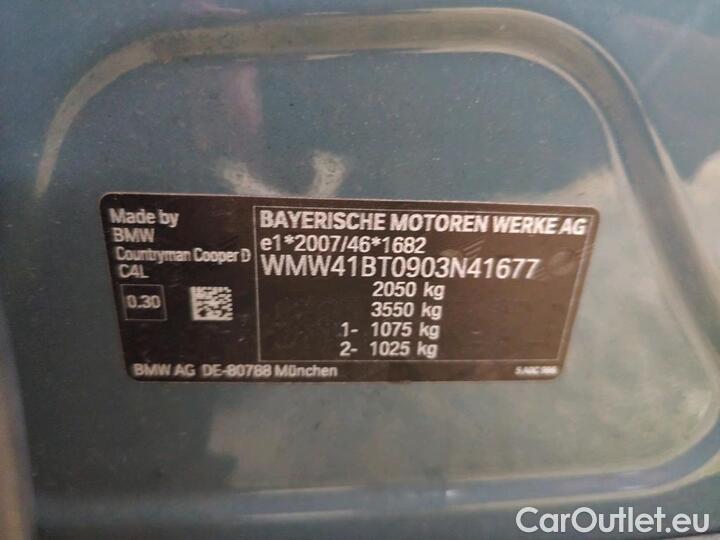 Made by
BMW
Countryman Cooper D
C4L
0.30
BAYERISCHE MOTOREN WERKE AG
e1*2007/46*1682
WMW41BT0903N41677
2050 kg
3550 kg
1- 1075 kg
2- 1025 kg
BMW AG DE-80788 München
CarOutlet.eu